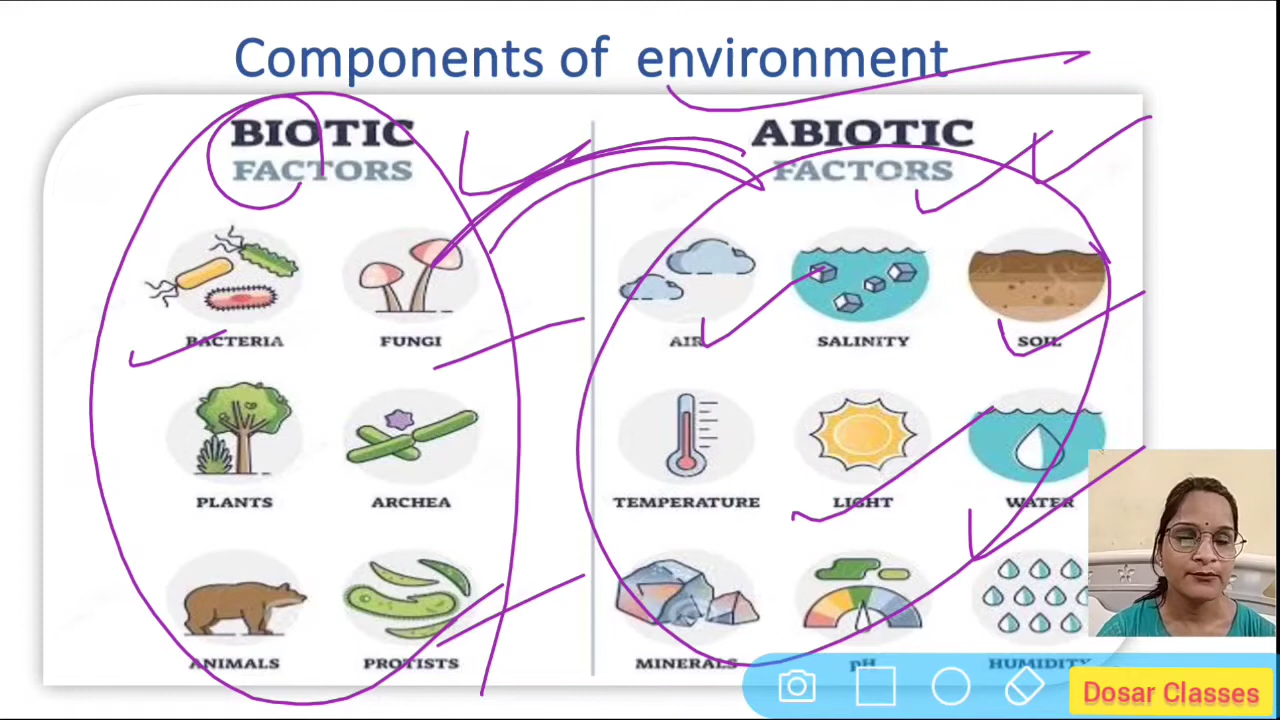 Components of environment
BIOTIC
FACTORS
ABIOTIC
FACTORS
BACTERIA
FUNGI
AIR
SALINITY
SOIL
PLANTS
ARCHEA
TEMPERATURE
LIGHT
WATER
ANIMALS
PROTISTS
MINERALS
pH
HUMIDITY
Dosar Classes